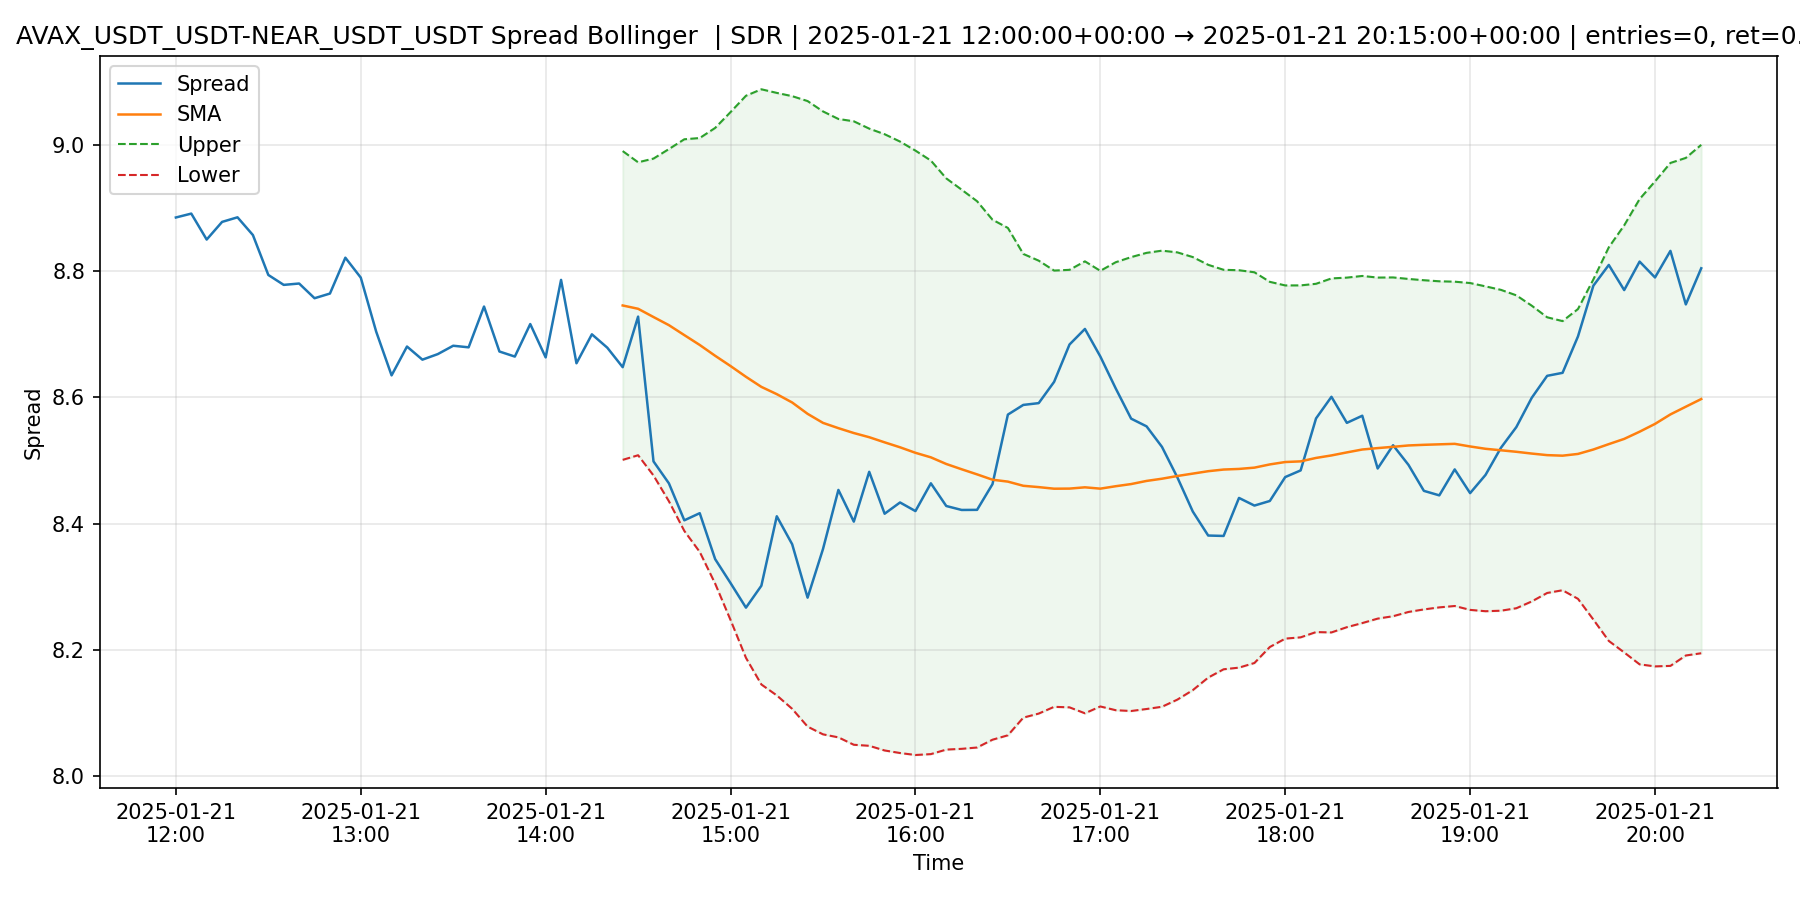 AVAX_USDT_USDT-NEAR_USDT_USDT Spread Bollinger | SDR | 2025-01-21 12:00:00+00:00 → 2025-01-21 20:15:00+00:00 | entries=0, ret=0.
Spread
SMA
Upper
Lower
9.0
8.8
8.6
8.4
8.2
8.0
Spread
2025-01-21 2025-01-21 2025-01-21 2025-01-21 2025-01-21 2025-01-21 2025-01-21 2025-01-21 2025-01-21
12:00 13:00 14:00 15:00 16:00 17:00 18:00 19:00 20:00
Time